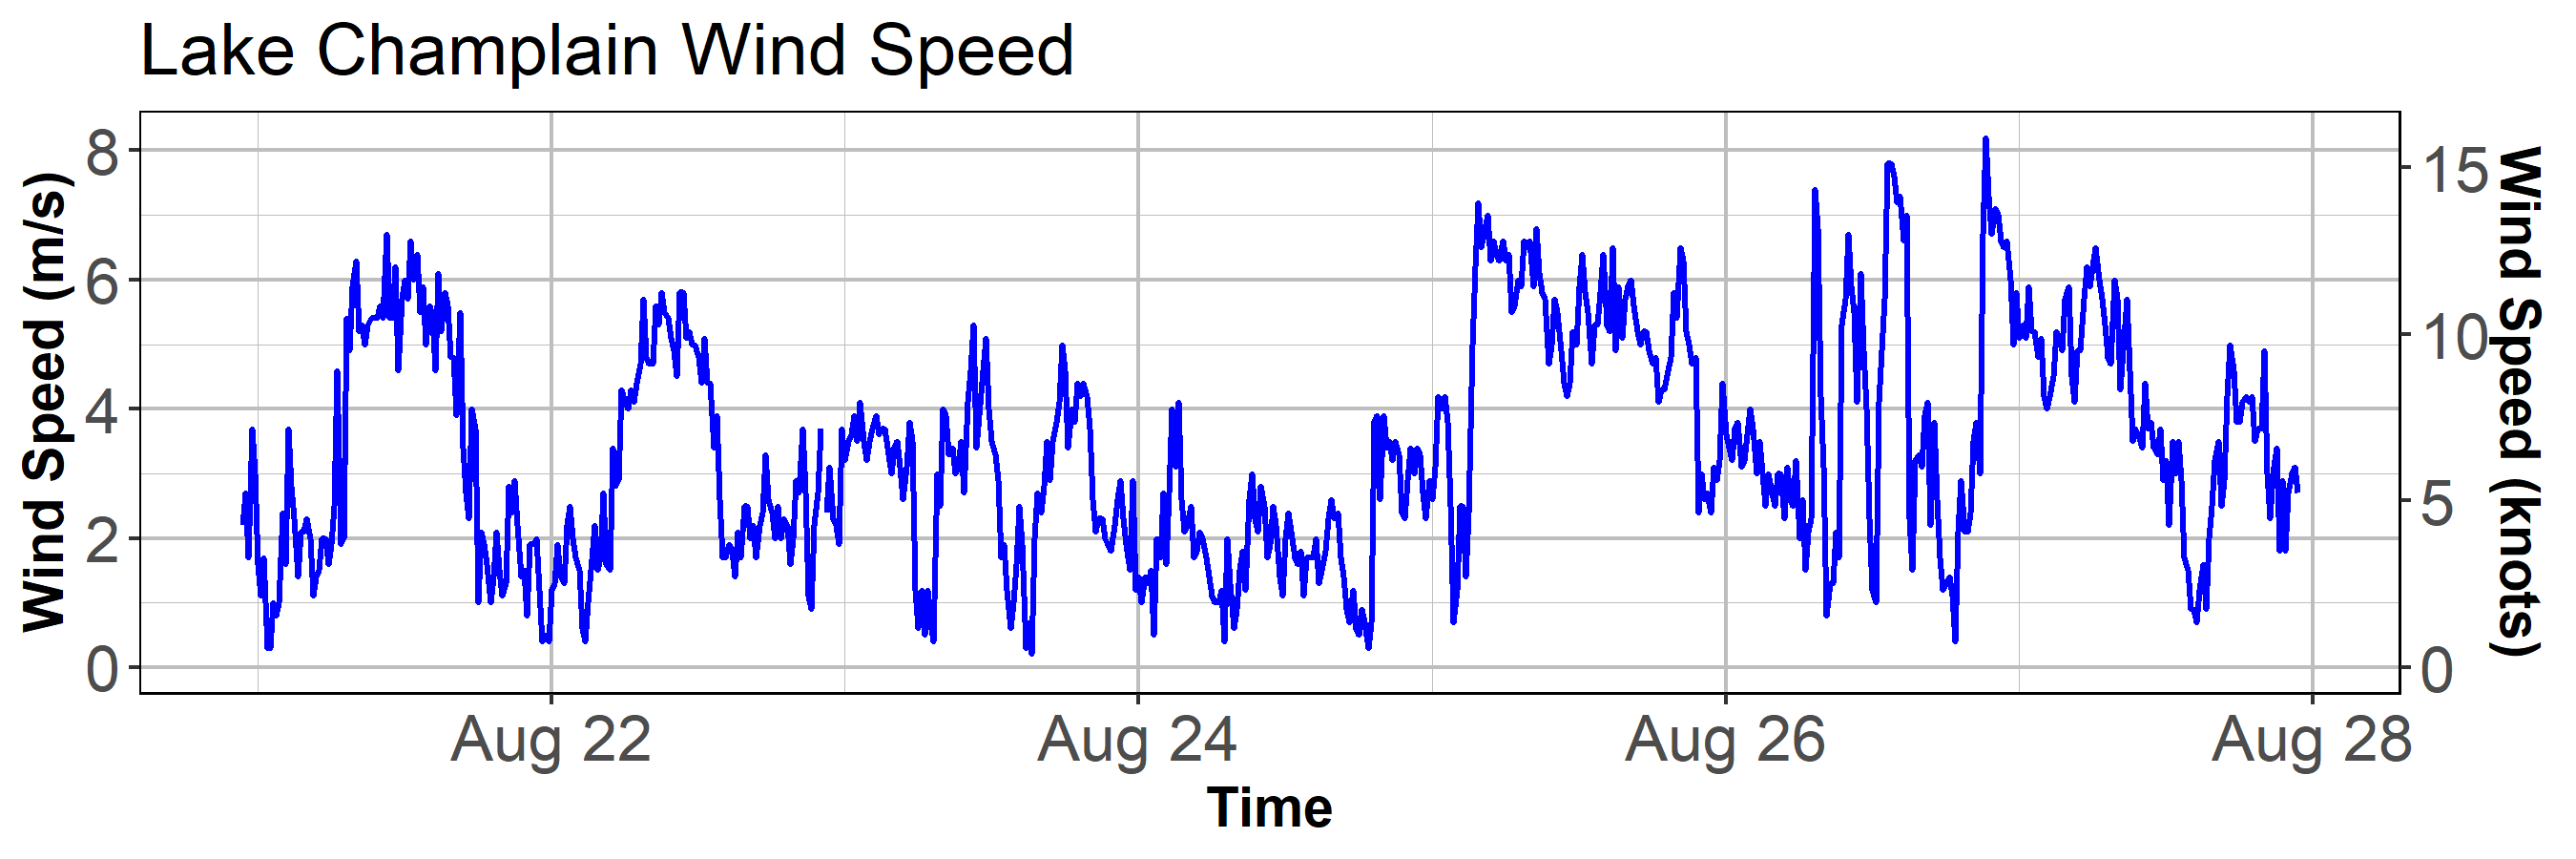 Lake Champlain Wind Speed
Wind Speed (m/s)
8
6
4
2
0
15
10
5
0
Wind Speed (knots)
Aug 22
Aug 24
Aug 26
Aug 28
Time